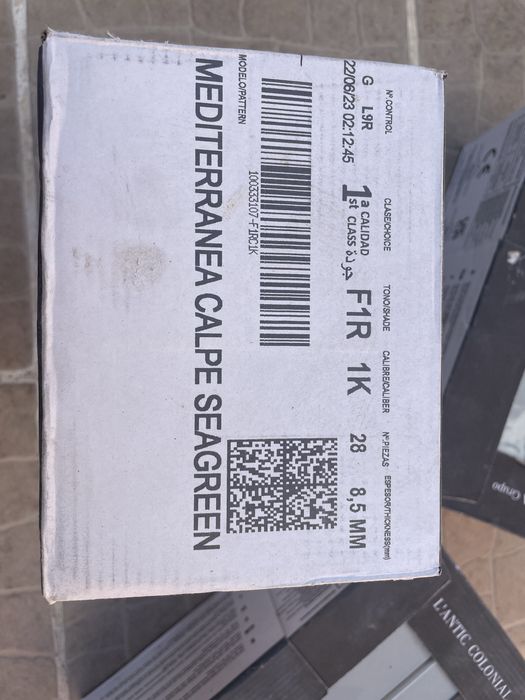 Nº.CONTROL CLASE/CHOICE TONO/SHADE CALIBRE/CALIBER Nº.PIEZAS ESPESOR/THICKNESS(mm)
G L9R
22/06/23 02:12:45
1ª CALIDAD
1st CLASS جودة
F1R 1K 28 8,5 MM
100333107-F1RC1K
MODELO/PATTERN
MEDITERRANEA CALPE SEAGREEN
Grupo
L'ANTIC COLONIAL